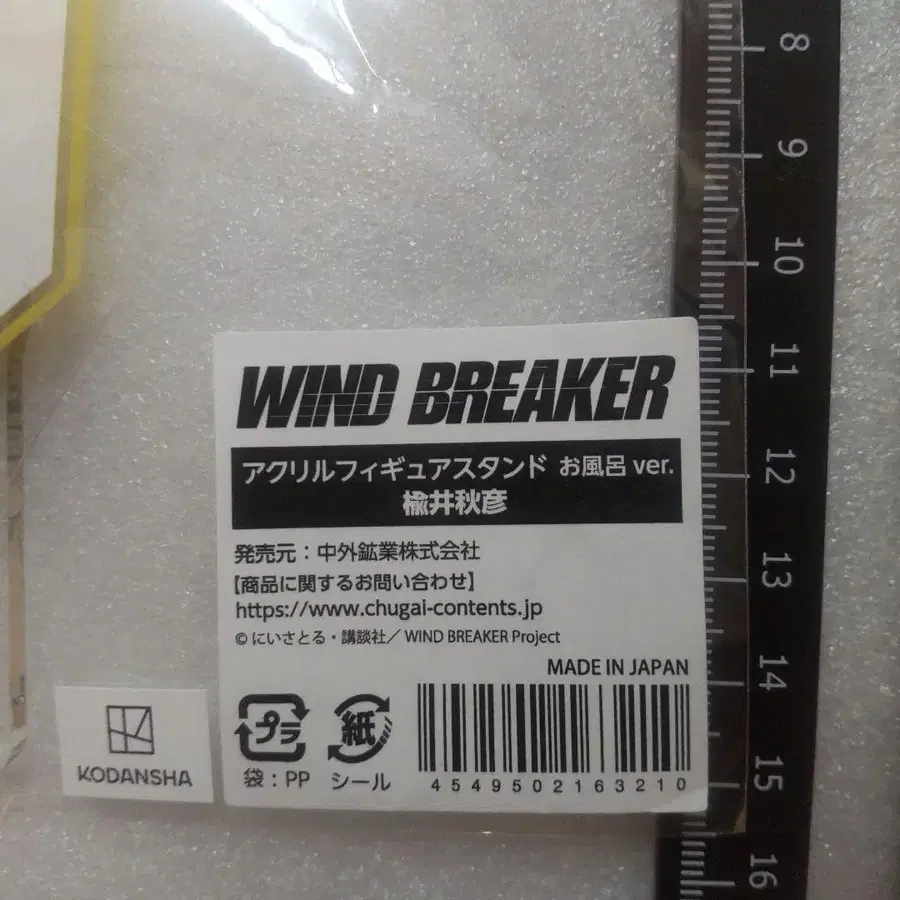 WIND BREAKER
アクリルフィギュアスタンド お風呂 ver.
楡井秋彦
発売元：中外鉱業株式会社
【商品に関するお問い合わせ】
https://www.chugai-contents.jp
© にいさとる・講談社／ WIND BREAKER Project
MADE IN JAPAN
プラ
袋：PP
紙
シール
4549502163210
KODANSHA
8
9
10
11
12
13
14
15
16